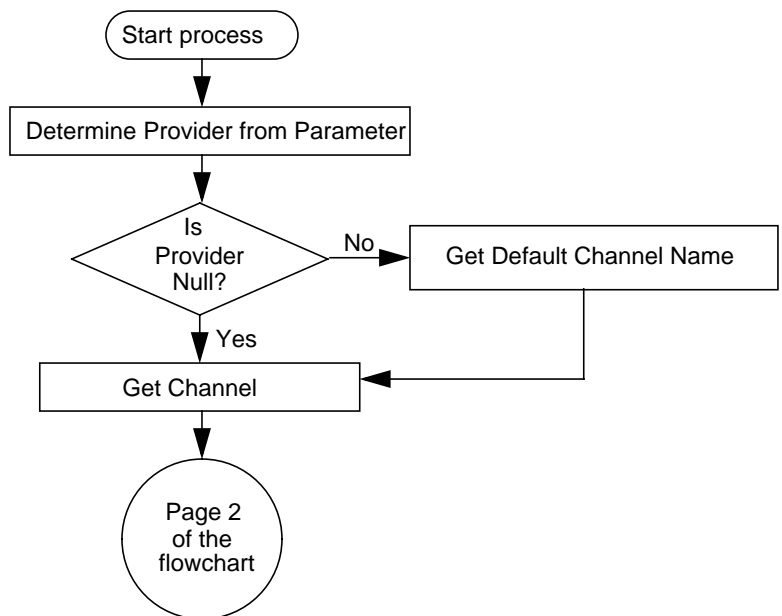 Start process
Determine Provider from Parameter
Is
Provider
Null?
No
Get Default Channel Name
Yes
Get Channel
Page 2
of the
flowchart